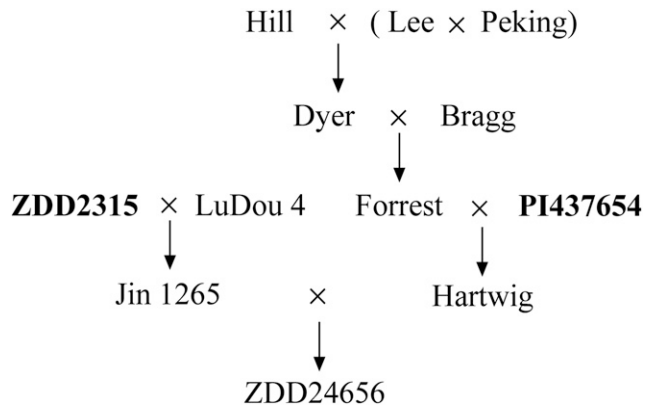 Hill × ( Lee × Peking)
Dyer × Bragg
ZDD2315 × LuDou 4 Forrest × PI437654
Jin 1265 × Hartwig
ZDD24656